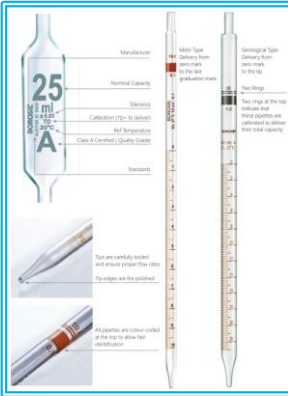 Manufacturer
Nominal Capacity
Tolerance
Calibration (TD= to deliver)
Ref Temperature
Class A Certified ( Quality Grade)
Standards
BOROSIL
25
ml
TD
20°C
A
Mohr Type
Delivery from
zero mark
to the last
graduation mark
Serological Type
Delivery from
zero mark
to the tip
Two Rings
Two rings at the top
indicate that
these pipettes are
calibrated to deliver
their total capacity
Tips are carefully tooled
and ensure proper flow rates
Tip edges are fire polished
All pipettes are colour coded
at the top to allow fast
identification